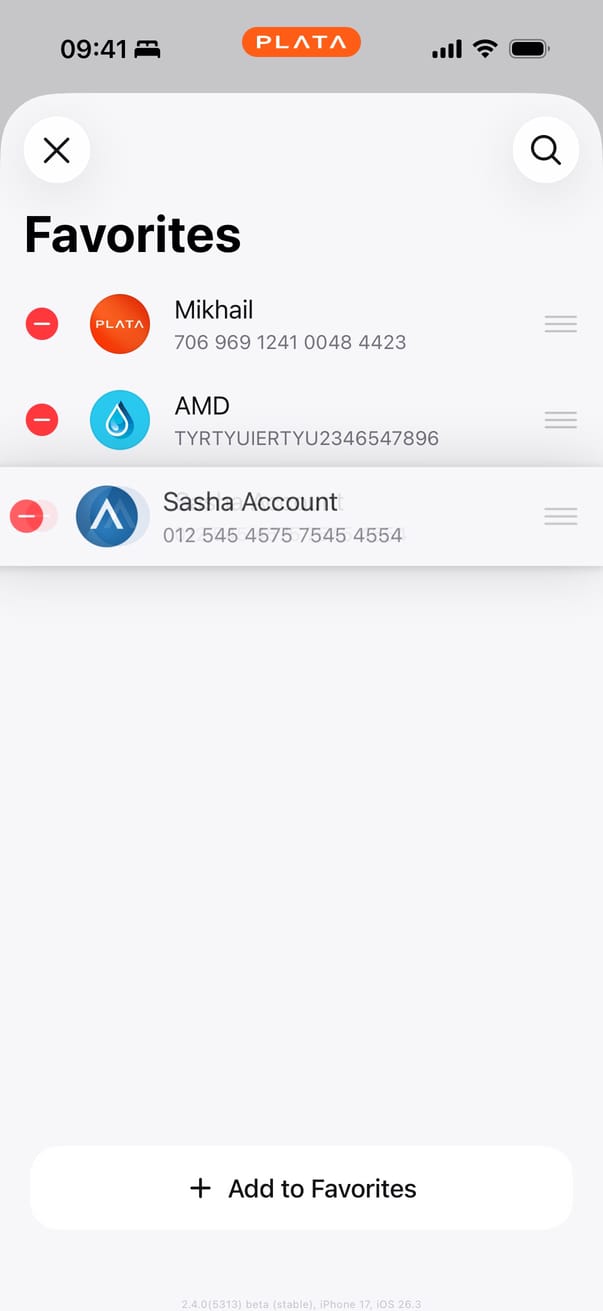 09:41
PLATA
Favorites
Mikhail
PLATA
706 969 1241 0048 4423
AMD
TYRTYUIERTYU2346547896
Sasha Account
012 545 4575 7545 4554
+ Add to Favorites
2.4.0(5313) beta (stable), iPhone 17, iOS 26.3